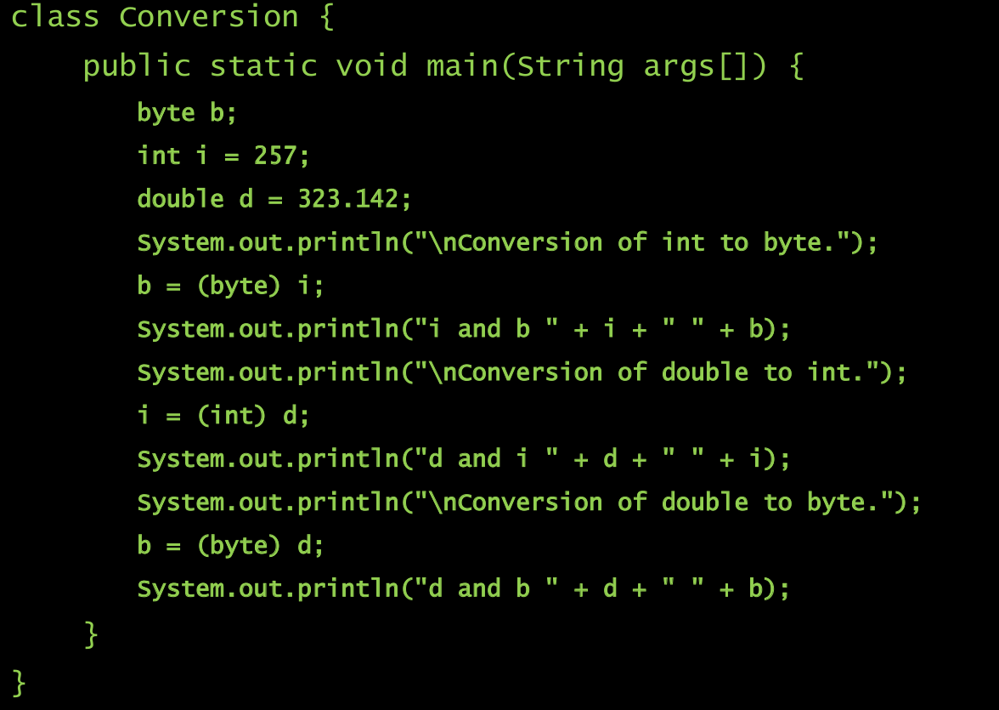 class Conversion {
public static void main(String args[]) {
byte b;
int i = 257;
double d = 323.142;
System.out.println("\nConversion of int to byte.");
b = (byte) i;
System.out.println("i and b " + i + " " + b);
System.out.println("\nConversion of double to int.");
i = (int) d;
System.out.println("d and i " + d + " " + i);
System.out.println("\nConversion of double to byte.");
b = (byte) d;
System.out.println("d and b " + d + " " + b);
}
}